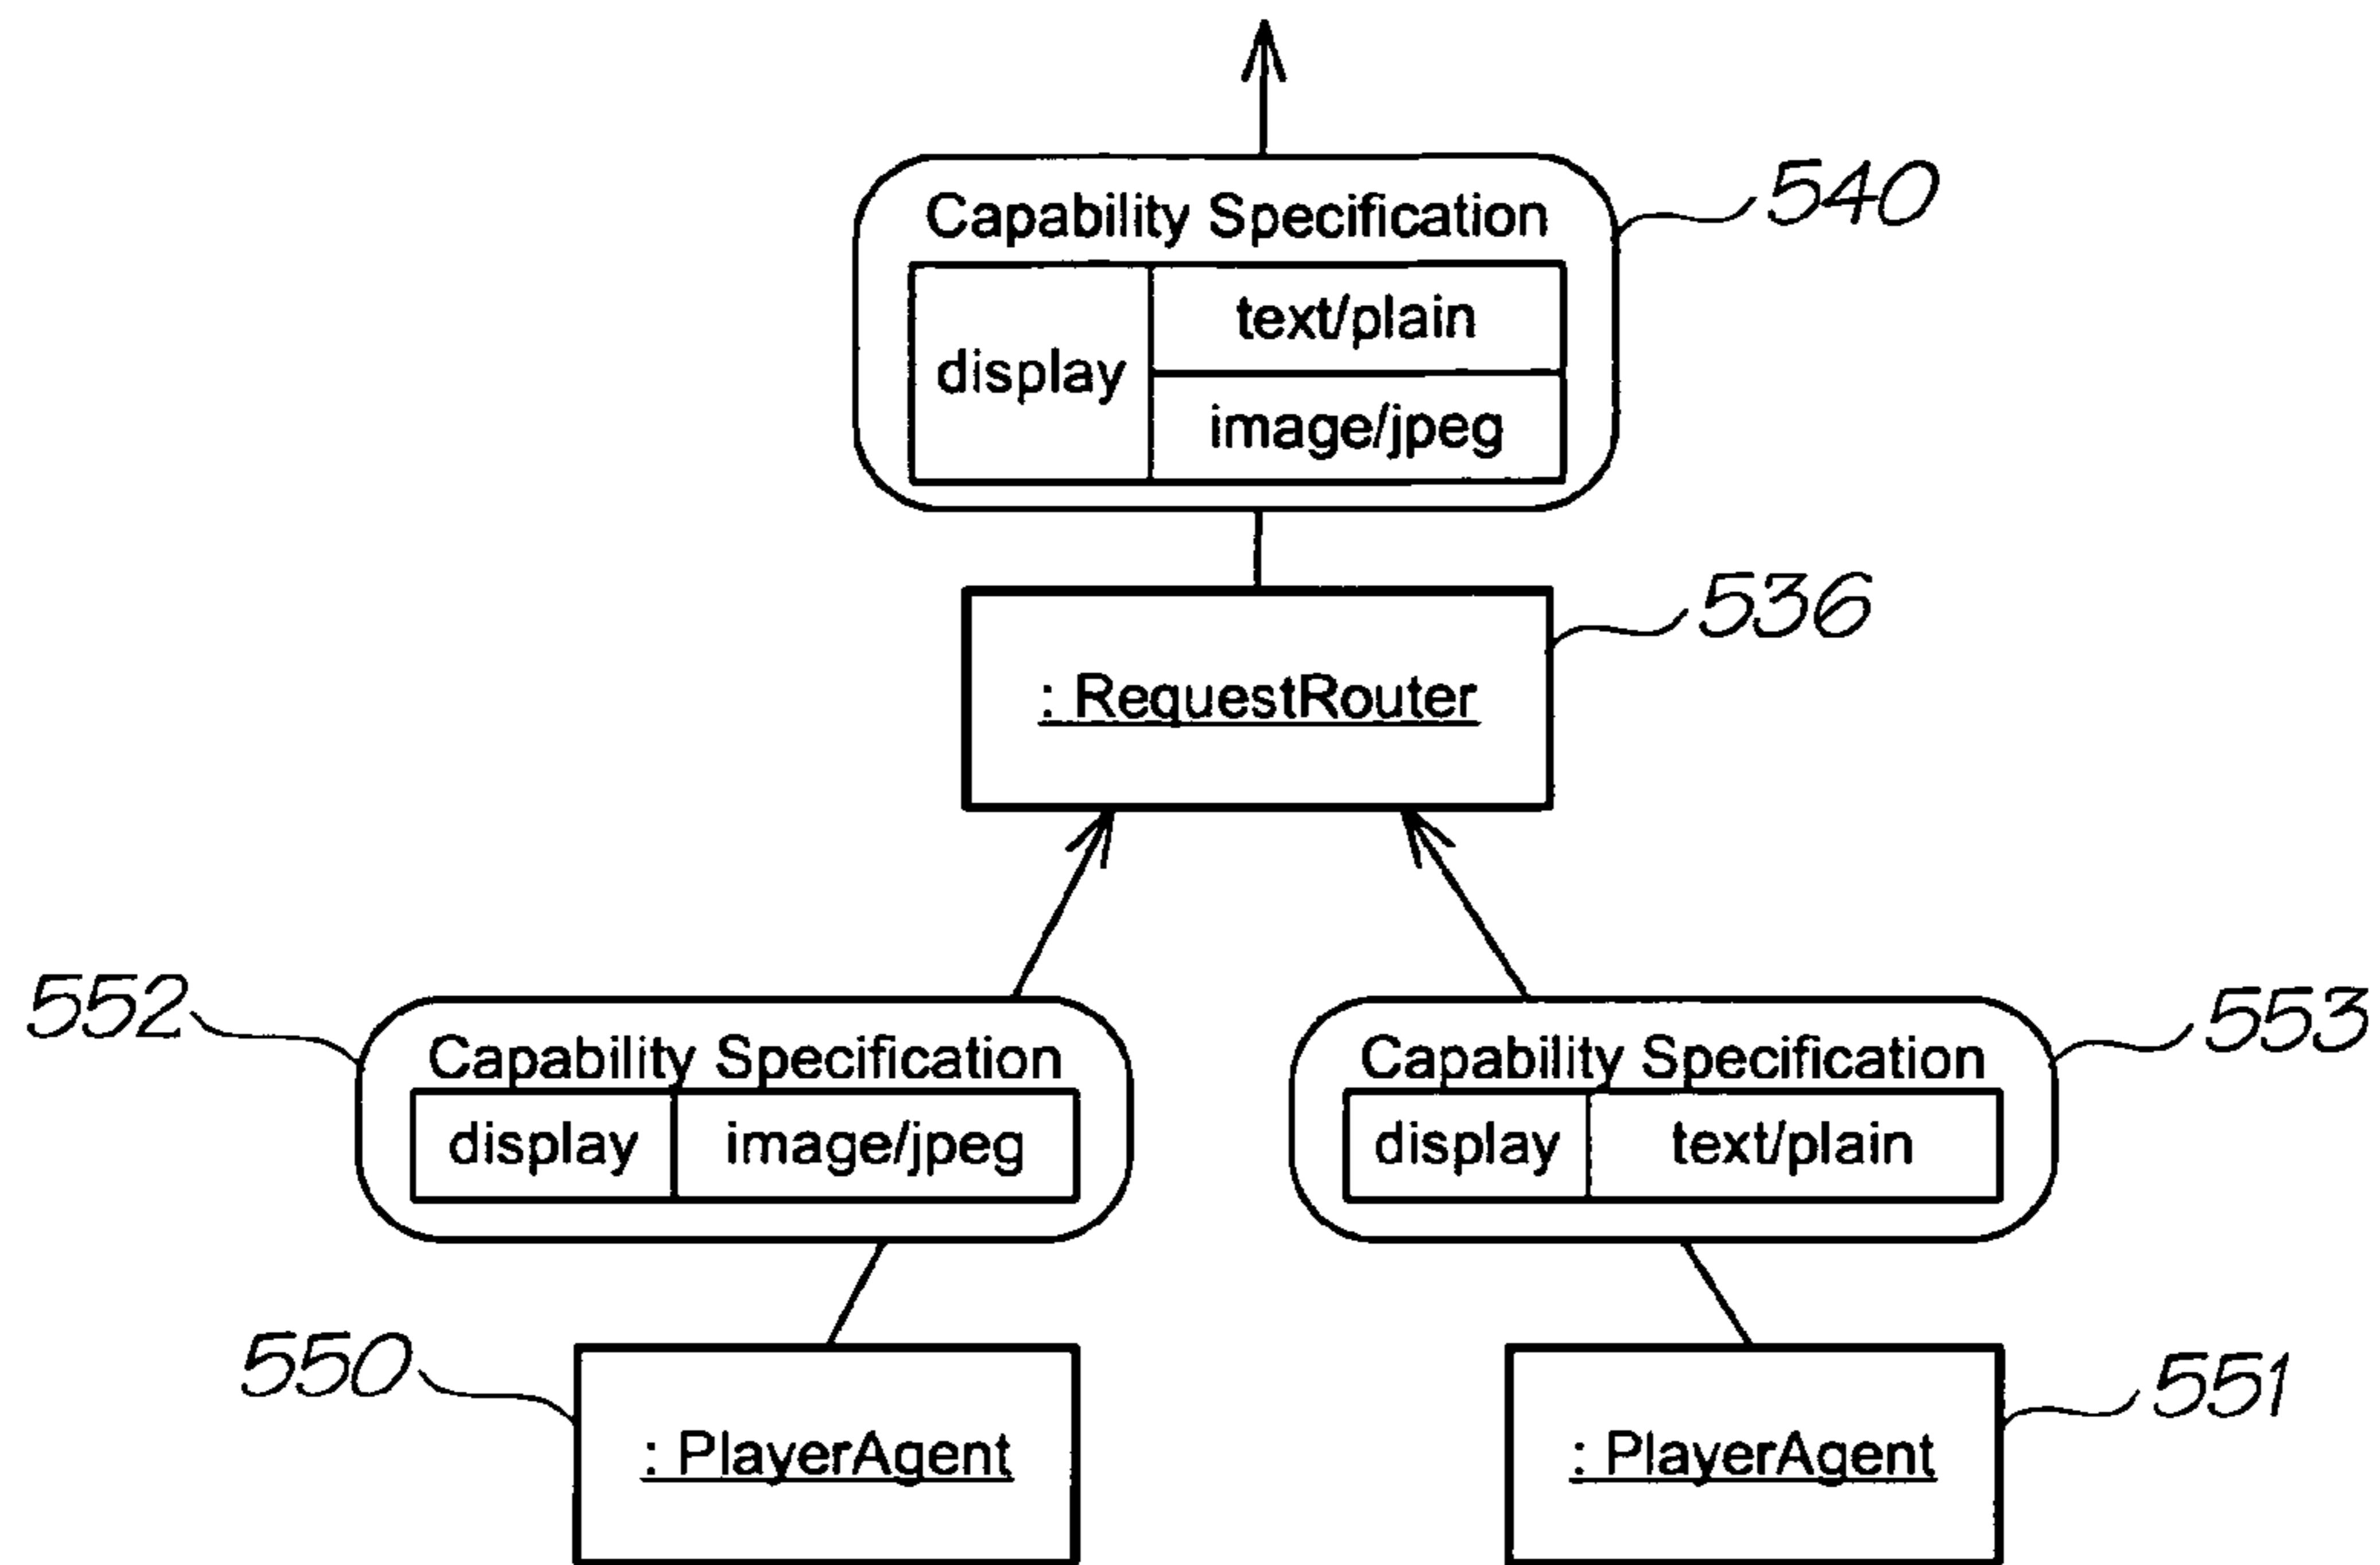 Capability Specification
540
display
text/plain
image/jpeg
536
: RequestRouter
552
Capability Specification
display
image/jpeg
553
Capability Specification
display
text/plain
550
: PlayerAgent
551
: PlayerAgent